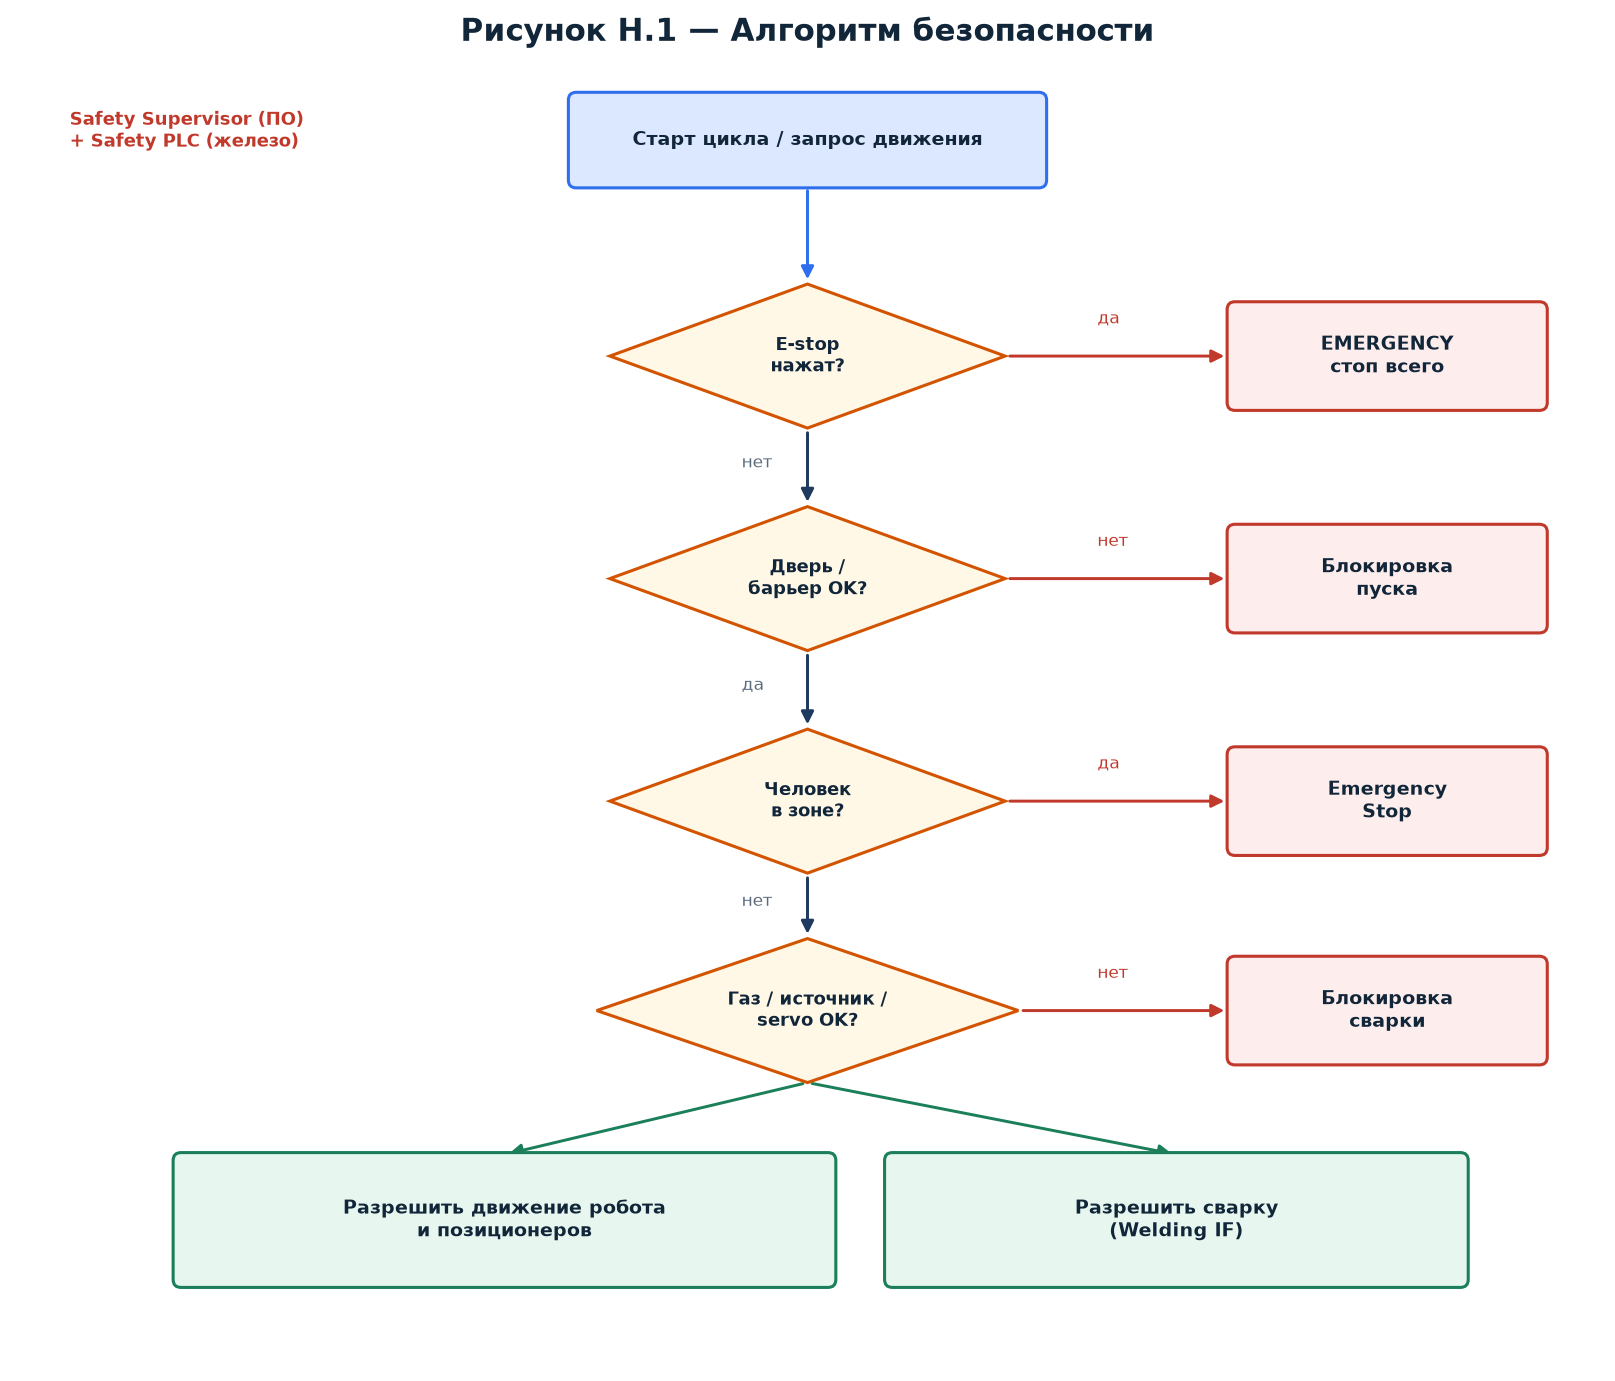 Рисунок Н.1 — Алгоритм безопасности
Safety Supervisor (ПО)
+ Safety PLC (железо)
Старт цикла / запрос движения
E-stop
нажат?
да
EMERGENCY
стоп всего
нет
Дверь /
барьер OK?
нет
Блокировка
пуска
да
Человек
в зоне?
да
Emergency
Stop
нет
Газ / источник /
servo OK?
нет
Блокировка
сварки
Разрешить движение робота
и позиционеров
Разрешить сварку
(Welding IF)